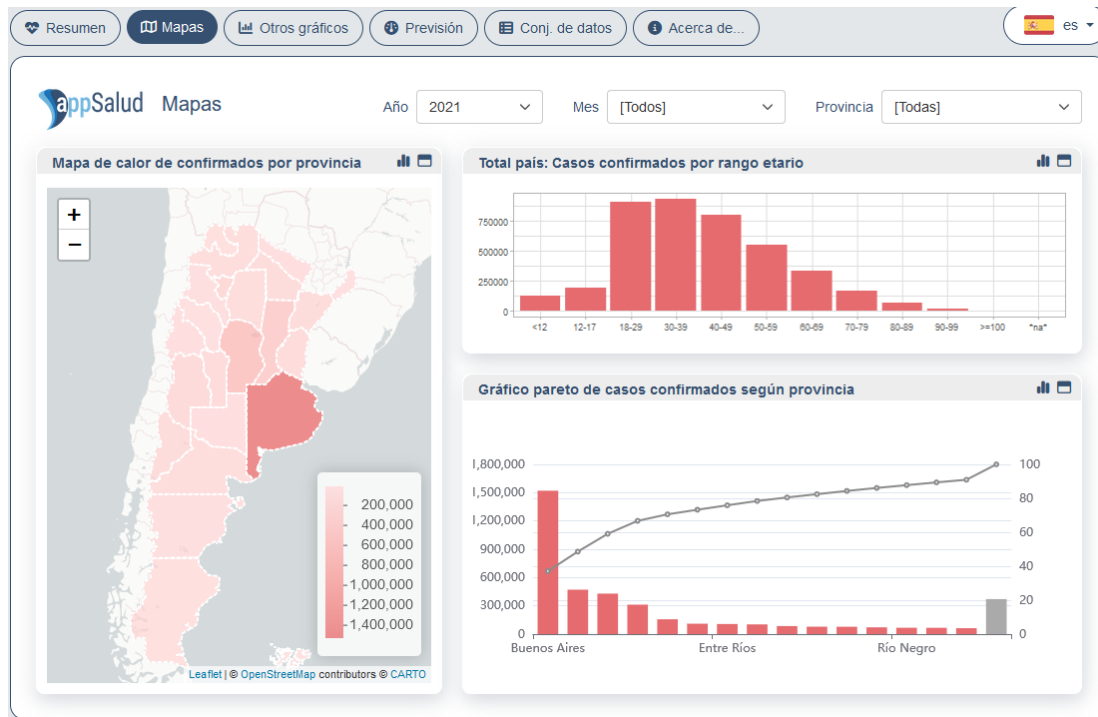 Resumen
Mapas
Otros gráficos
Previsión
Conj. de datos
Acerca de...
es
appSalud
Mapas
Año
2021
Mes
[Todos]
Provincia
[Todas]
Mapa de calor de confirmados por provincia
+
−
200,000
400,000
600,000
800,000
1,000,000
1,200,000
1,400,000
Leaflet | © OpenStreetMap contributors © CARTO
Total país: Casos confirmados por rango etario
750000
500000
250000
0
<12 12-17 18-29 30-39 40-49 50-59 60-69 70-79 80-89 90-99 >=100 *na*
Gráfico pareto de casos confirmados según provincia
1,800,000
1,500,000
1,200,000
900,000
600,000
300,000
0
100
80
60
40
20
0
Buenos Aires Entre Ríos Río Negro